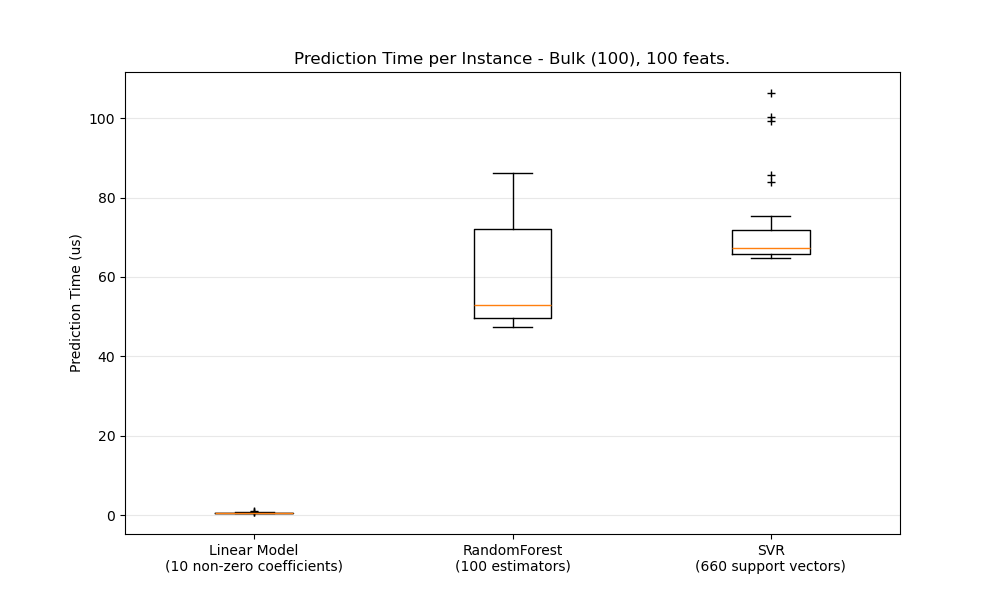 Prediction Time per Instance - Bulk (100), 100 feats.
Prediction Time (us)
100
80
60
40
20
0
Linear Model
(10 non-zero coefficients)
RandomForest
(100 estimators)
SVR
(660 support vectors)